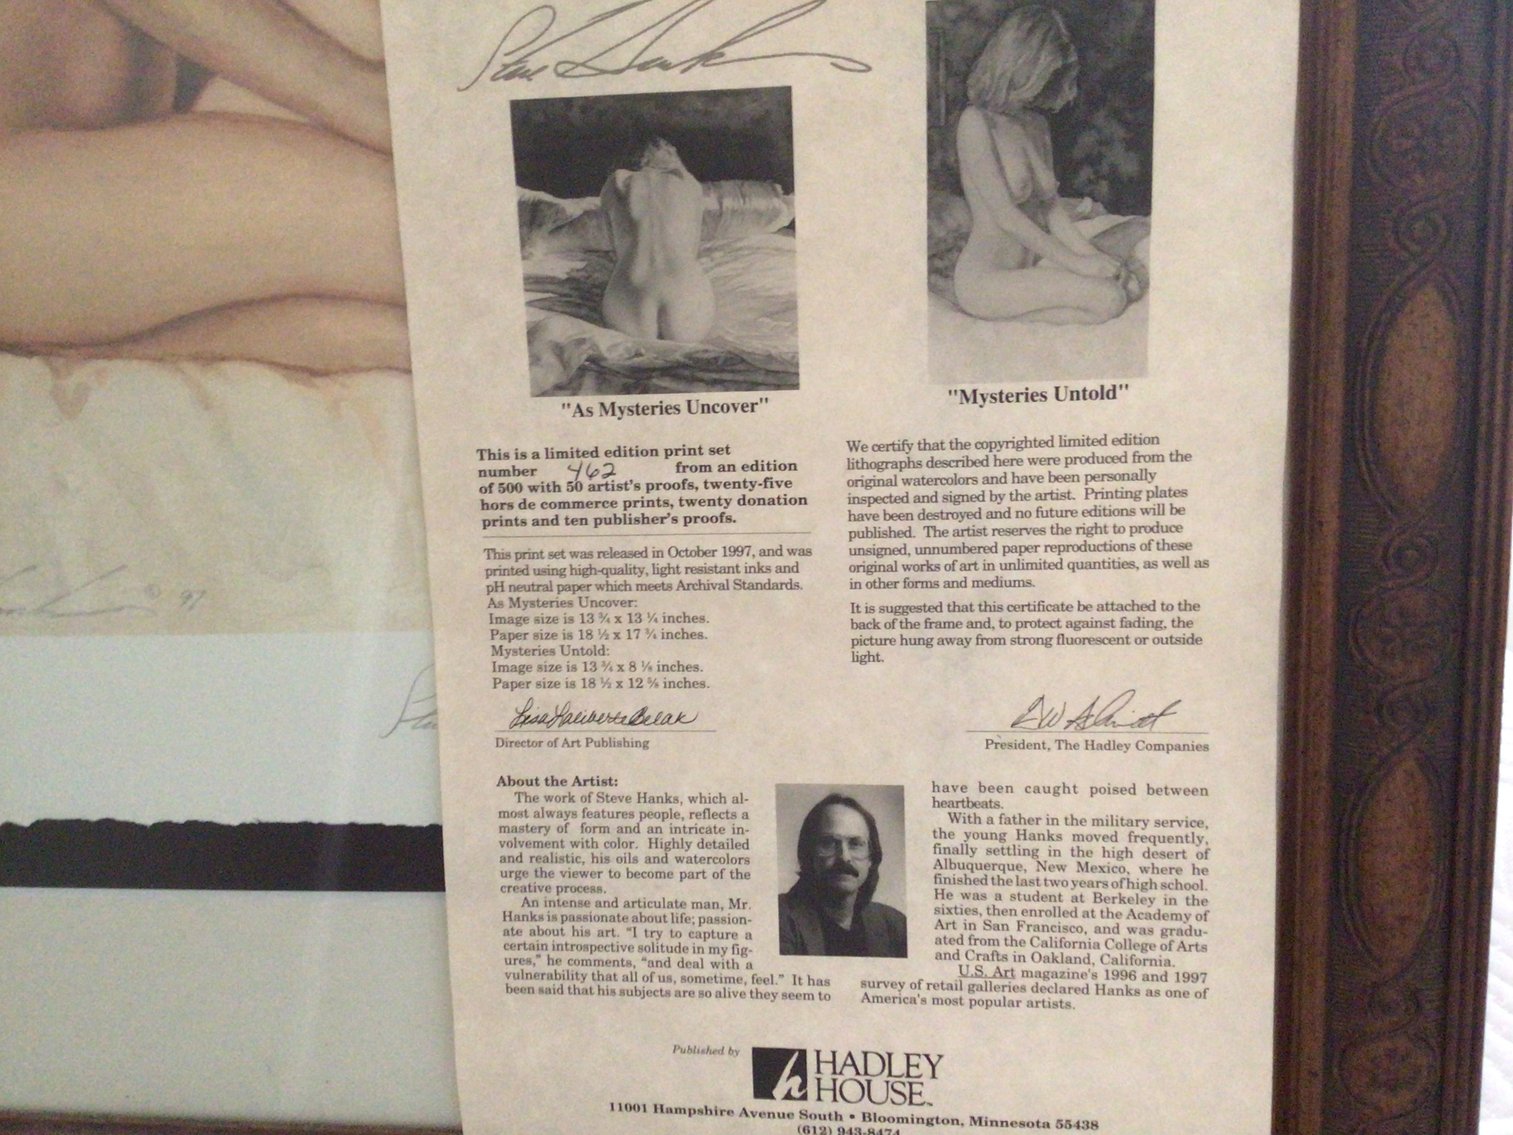 Steve Hanks
"As Mysteries Uncover"
"Mysteries Untold"
This is a limited edition print set
number 462 from an edition
of 500 with 50 artist's proofs, twenty-five
hors de commerce prints, twenty donation
prints and ten publisher's proofs.
This print set was released in October 1997, and was
printed using high-quality, light resistant inks and
pH neutral paper which meets Archival Standards.
As Mysteries Uncover:
Image size is 13 ¾ x 13 ¼ inches.
Paper size is 18 ½ x 17 ¾ inches.
Mysteries Untold:
Image size is 13 ¾ x 8 ⅛ inches.
Paper size is 18 ½ x 12 ⅝ inches.
We certify that the copyrighted limited edition
lithographs described here were produced from the
original watercolors and have been personally
inspected and signed by the artist. Printing plates
have been destroyed and no future editions will be
published. The artist reserves the right to produce
unsigned, unnumbered paper reproductions of these
original works of art in unlimited quantities, as well as
in other forms and mediums.
It is suggested that this certificate be attached to the
back of the frame and, to protect against fading, the
picture hung away from strong fluorescent or outside
light.
Director of Art Publishing
President, The Hadley Companies
About the Artist:
The work of Steve Hanks, which al-
most always features people, reflects a
mastery of form and an intricate in-
volvement with color. Highly detailed
and realistic, his oils and watercolors
urge the viewer to become part of the
creative process.
An intense and articulate man, Mr.
Hanks is passionate about life; passion-
ate about his art. "I try to capture a
certain introspective solitude in my fig-
ures," he comments, "and deal with a
vulnerability that all of us, sometime, feel." It has
been said that his subjects are so alive they seem to
have been caught poised between
heartbeats.
With a father in the military service,
the young Hanks moved frequently,
finally settling in the high desert of
Albuquerque, New Mexico, where he
finished the last two years of high school.
He was a student at Berkeley in the
sixties, then enrolled at the Academy of
Art in San Francisco, and was gradu-
ated from the California College of Arts
and Crafts in Oakland, California.
U.S. Art magazine's 1996 and 1997
survey of retail galleries declared Hanks as one of
America's most popular artists.
© 97
Published by
h HADLEY
HOUSE™
11001 Hampshire Avenue South • Bloomington, Minnesota 55438
(612) 943-8474